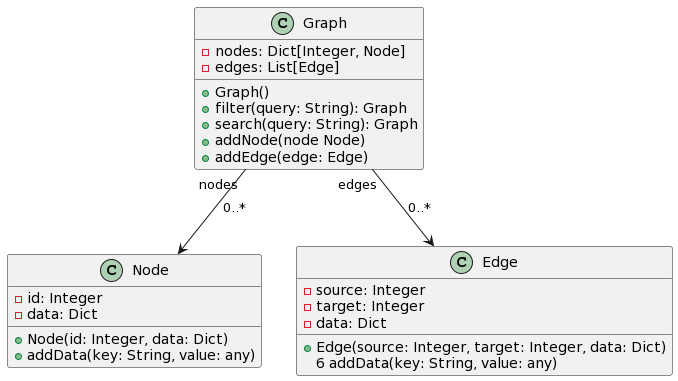 C Graph
nodes: Dict[Integer, Node]
edges: List[Edge]
Graph()
filter(query: String): Graph
search(query: String): Graph
addNode(node Node)
addEdge(edge: Edge)
nodes
edges
0..*
0..*
C Node
id: Integer
data: Dict
Node(id: Integer, data: Dict)
addData(key: String, value: any)
C Edge
source: Integer
target: Integer
data: Dict
Edge(source: Integer, target: Integer, data: Dict)
6 addData(key: String, value: any)